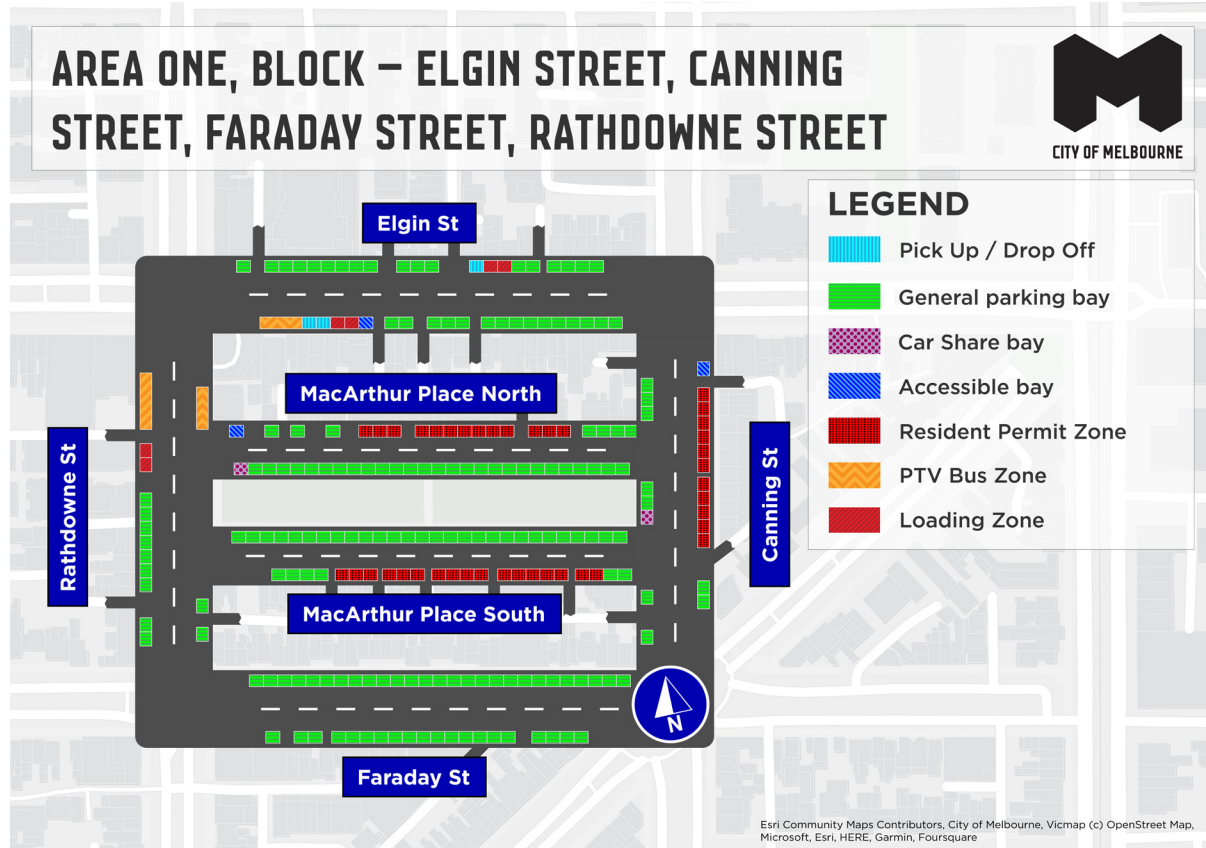 AREA ONE, BLOCK – ELGIN STREET, CANNING
STREET, FARADAY STREET, RATHDOWNE STREET
CITY OF MELBOURNE
LEGEND
Pick Up / Drop Off
General parking bay
Car Share bay
Accessible bay
Resident Permit Zone
PTV Bus Zone
Loading Zone
Elgin St
MacArthur Place North
Rathdowne St
Canning St
MacArthur Place South
N
Faraday St
Esri Community Maps Contributors, City of Melbourne, Vicmap (c) OpenStreet Map,
Microsoft, Esri, HERE, Garmin, Foursquare